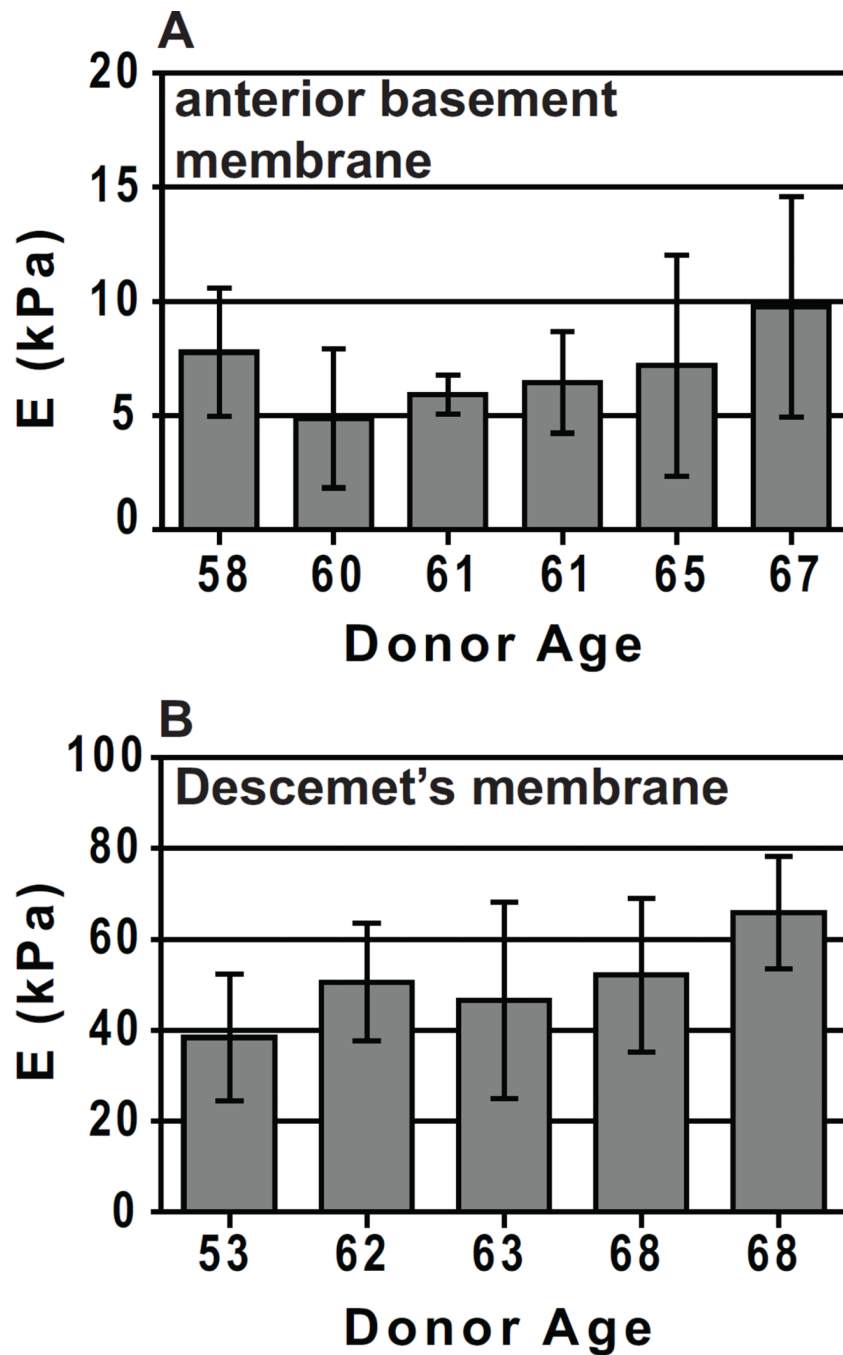 A
20
anterior basement
membrane
15
10
5
0
E (kPa)
58 60 61 61 65 67
Donor Age
B
100
Descemet’s membrane
80
60
40
20
0
E (kPa)
53 62 63 68 68
Donor Age